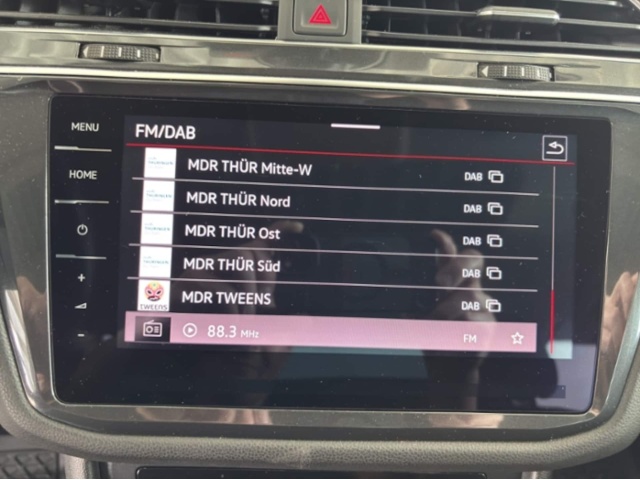 MENU
FM/DAB
HOME
MDR THÜR Mitte-W DAB
MDR THÜR Nord DAB
MDR THÜR Ost DAB
MDR THÜR Süd DAB
TWEENS MDR TWEENS DAB
88.3 MHz FM
+
-